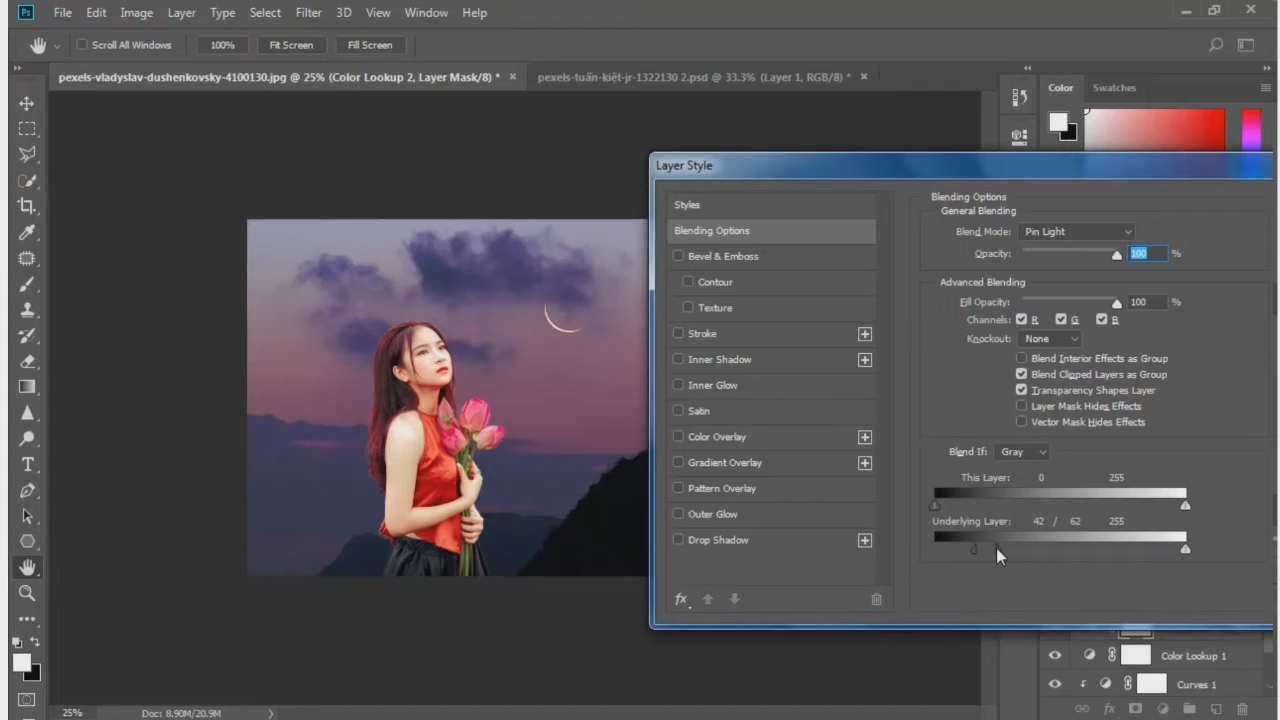 Ps File Edit Image Layer Type Select Filter 3D View Window Help
Scroll All Windows 100% Fit Screen Fill Screen
pexels-vladyslav-dushenkovsky-4100130.jpg @ 25% (Color Lookup 2, Layer Mask/8) *
pexels-tuấn-kiệt-jr-1322130 2.psd @ 33.3% (Layer 1, RGB/8) *
Color Swatches
Layer Style
Styles
Blending Options
Bevel & Emboss
Contour
Texture
Stroke
Inner Shadow
Inner Glow
Satin
Color Overlay
Gradient Overlay
Pattern Overlay
Outer Glow
Drop Shadow
fx
Blending Options
General Blending
Blend Mode: Pin Light
Opacity: 100 %
Advanced Blending
Fill Opacity: 100 %
Channels: R G B
Knockout: None
Blend Interior Effects as Group
Blend Clipped Layers as Group
Transparency Shapes Layer
Layer Mask Hides Effects
Vector Mask Hides Effects
Blend If: Gray
This Layer: 0 255
Underlying Layer: 42 / 62 255
Color Lookup 1
Curves 1
fx
25% Doc: 8.90M/20.9M